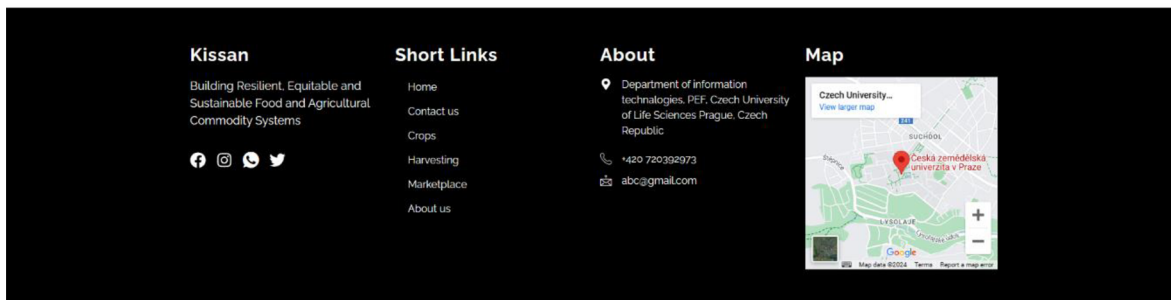 Kissan
Building Resilient, Equitable and
Sustainable Food and Agricultural
Commodity Systems
Short Links
Home
Contact us
Crops
Harvesting
Marketplace
About us
About
Department of information
technologies, PEF, Czech University
of Life Sciences Prague, Czech
Republic
+420 720392973
abc@gmail.com
Map
Czech University...
View larger map
241
SUCHDOL
Česká zemědělská
univerzita v Praze
LYSOLAJE
+
−
Google
Map data ©2024 Terms Report a map error